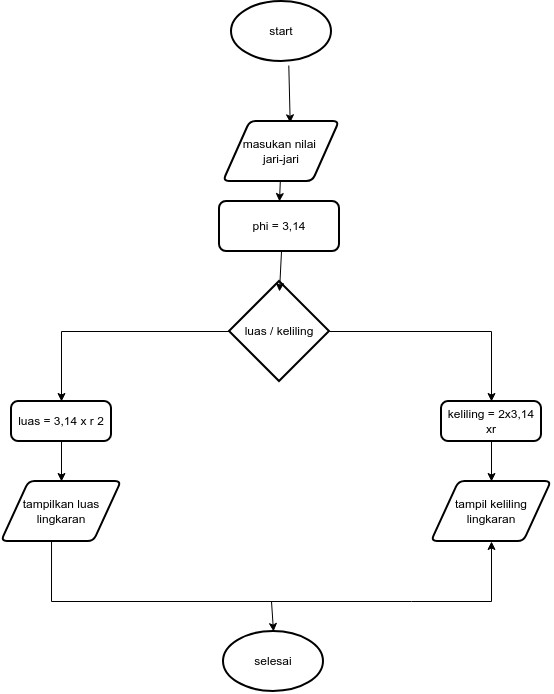 start
masukan nilai
jari-jari
phi = 3,14
luas / keliling
luas = 3,14 x r 2
keliling = 2x3,14
xr
tampilkan luas
lingkaran
tampil keliling
lingkaran
selesai